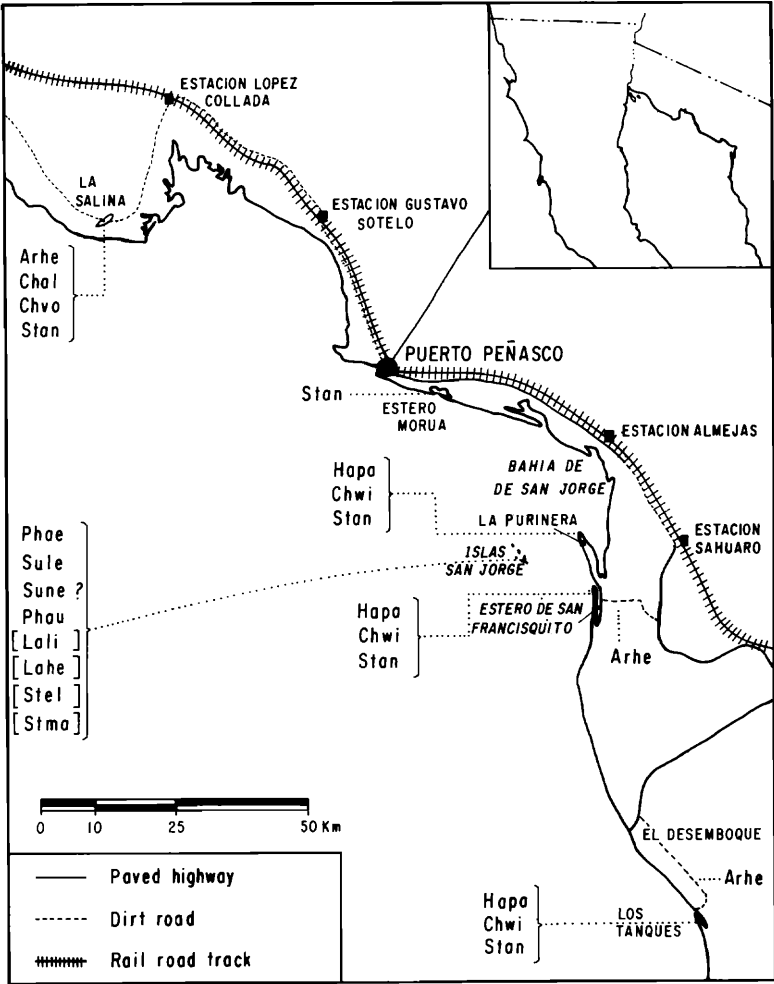 ESTACION LOPEZ
COLLADA
LA
SALINA
ESTACION GUSTAVO
SOTELO
Arhe
Chal
Chvo
Stan
PUERTO PEÑASCO
Stan
ESTERO
MORUA
ESTACION ALMEJAS
BAHIA DE
DE SAN JORGE
Hapa
Chwi
Stan
LA PURINERA
ESTACION
SAHUARO
ISLAS
SAN JORGE
Phae
Sule
Sune ?
Phau
[Lali]
[Lahe]
[Stel]
[Stma]
Hapa
Chwi
Stan
ESTERO DE SAN
FRANCISQUITO
Arhe
0 10 25 50 Km
EL DESEMBOQUE
Arhe
Hapa
Chwi
Stan
LOS
TANQUES
Paved highway
Dirt road
Rail road track